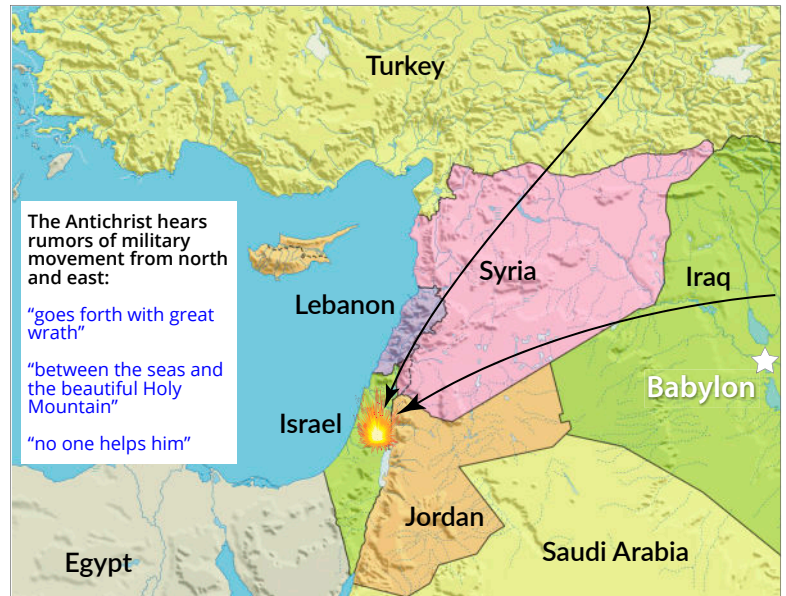 Turkey
The Antichrist hears
rumors of military
movement from north
and east:
“goes forth with great
wrath”
“between the seas and
the beautiful Holy
Mountain”
“no one helps him”
Syria
Iraq
Lebanon
Babylon
Israel
Jordan
Saudi Arabia
Egypt